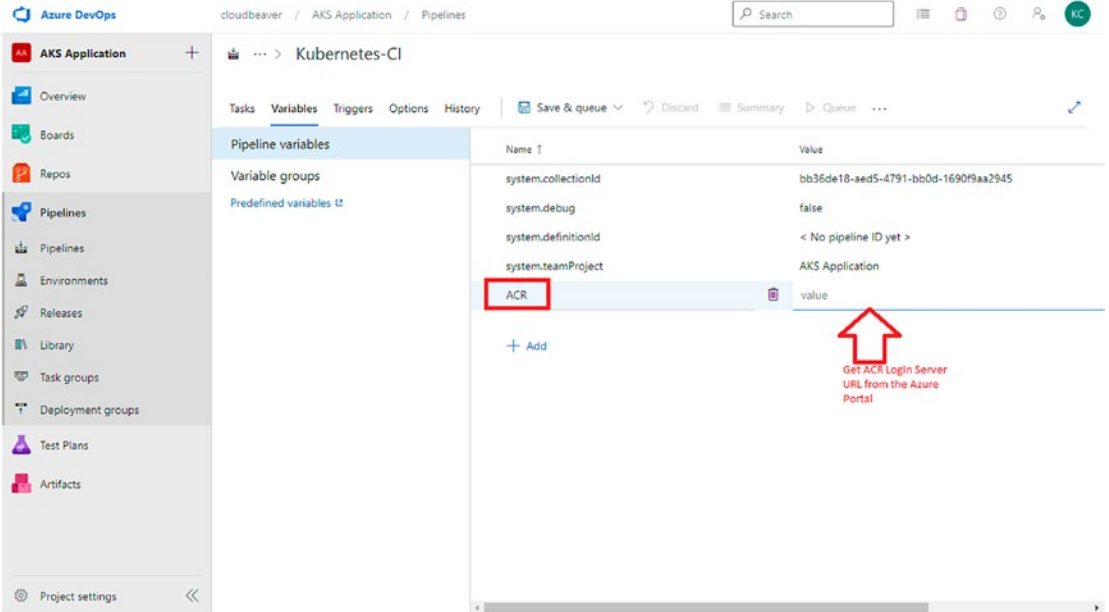 Azure DevOps
cloudbeaver / AKS Application / Pipelines
Search
KC
AA AKS Application
Kubernetes-CI
Overview
Boards
Repos
Pipelines
Pipelines
Environments
Releases
Library
Task groups
Deployment groups
Test Plans
Artifacts
Project settings
Tasks Variables Triggers Options History Save & queue Discard Summary Queue ...
Pipeline variables
Variable groups
Predefined variables
Name ↑ Value
system.collectionId bb36de18-aed5-4791-bb0d-1690f9aa2945
system.debug false
system.definitionId < No pipeline ID yet >
system.teamProject AKS Application
ACR value
+ Add
Get ACR Login Server
URL from the Azure
Portal